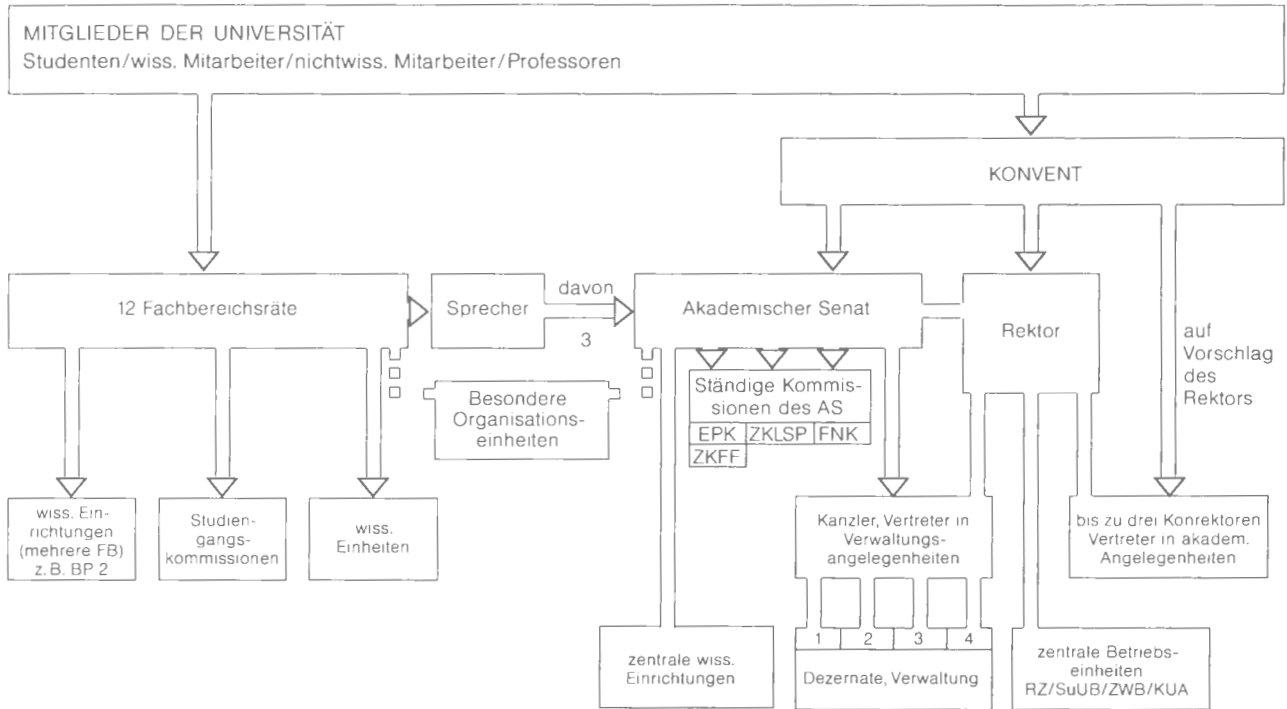 MITGLIEDER DER UNIVERSITÄT
Studenten/wiss. Mitarbeiter/nichtwiss. Mitarbeiter/Professoren
KONVENT
12 Fachbereichsräte
Sprecher
davon
3
Akademischer Senat
Rektor
auf
Vorschlag
des
Rektors
Besondere
Organisations-
einheiten
Ständige Kommis-
sionen des AS
EPK ZKLSP FNK
ZKFF
wiss. Ein-
richtungen
(mehrere FB)
z. B. BP 2
Studien-
gangs-
kommissionen
wiss.
Einheiten
Kanzler, Vertreter in
Verwaltungs-
angelegenheiten
bis zu drei Konrektoren
Vertreter in akadem.
Angelegenheiten
1 2 3 4
zentrale wiss.
Einrichtungen
Dezernate, Verwaltung
zentrale Betriebs-
einheiten
RZ/SuUB/ZWB/KUA